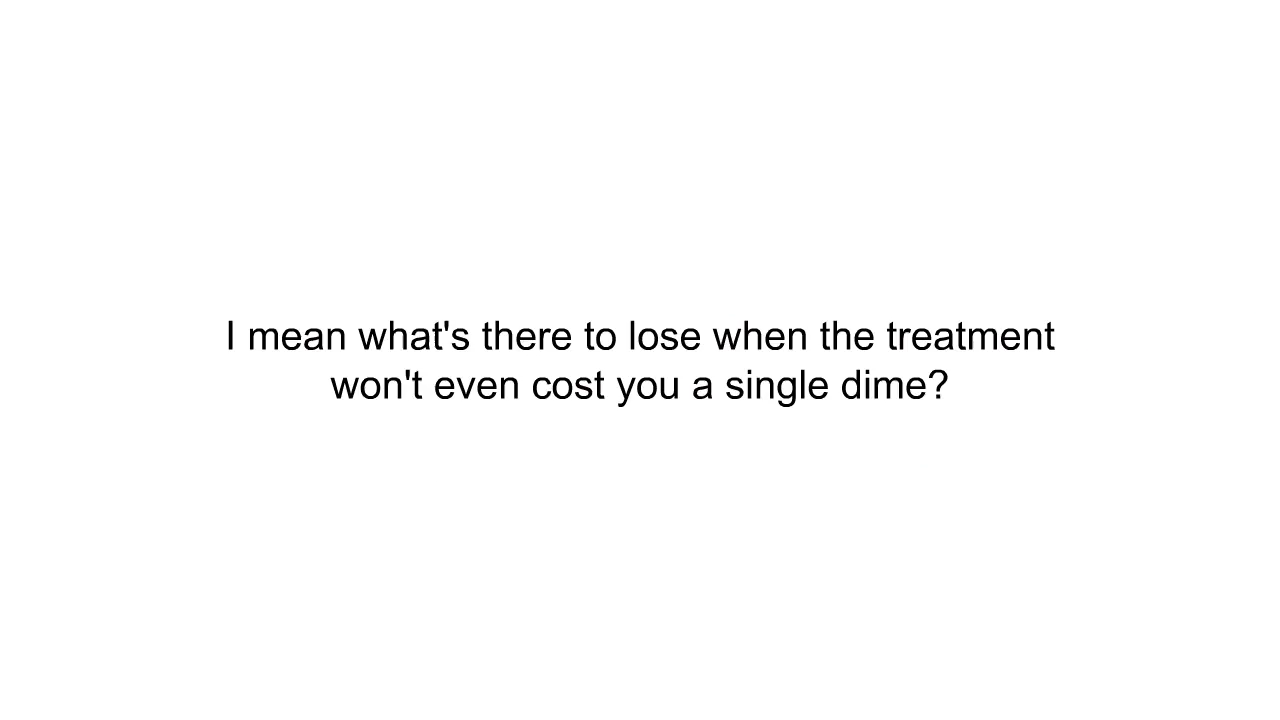 I mean what's there to lose when the treatment
won't even cost you a single dime?